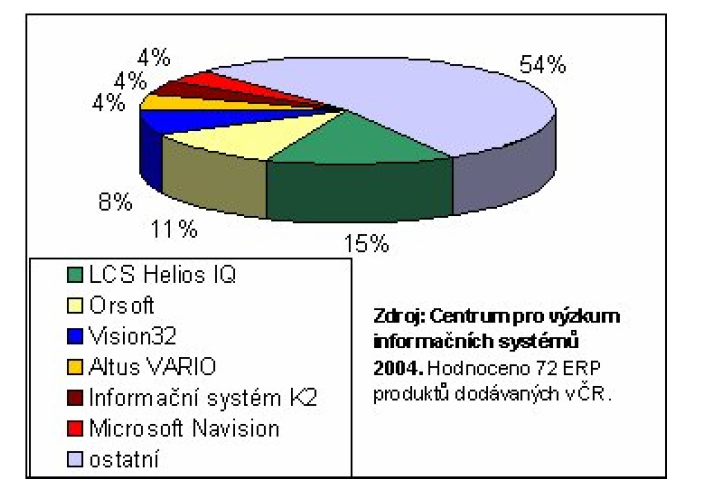 4%
54%
4%
4%
8%
11%
15%
LCS Helios IQ
Orsoft
Vision32
Altus VARIO
Informační systém K2
Microsoft Navision
ostatní
Zdroj: Centrum pro výzkum
informačních systémů
2004. Hodnoceno 72 ERP
produktů dodávaných v ČR.